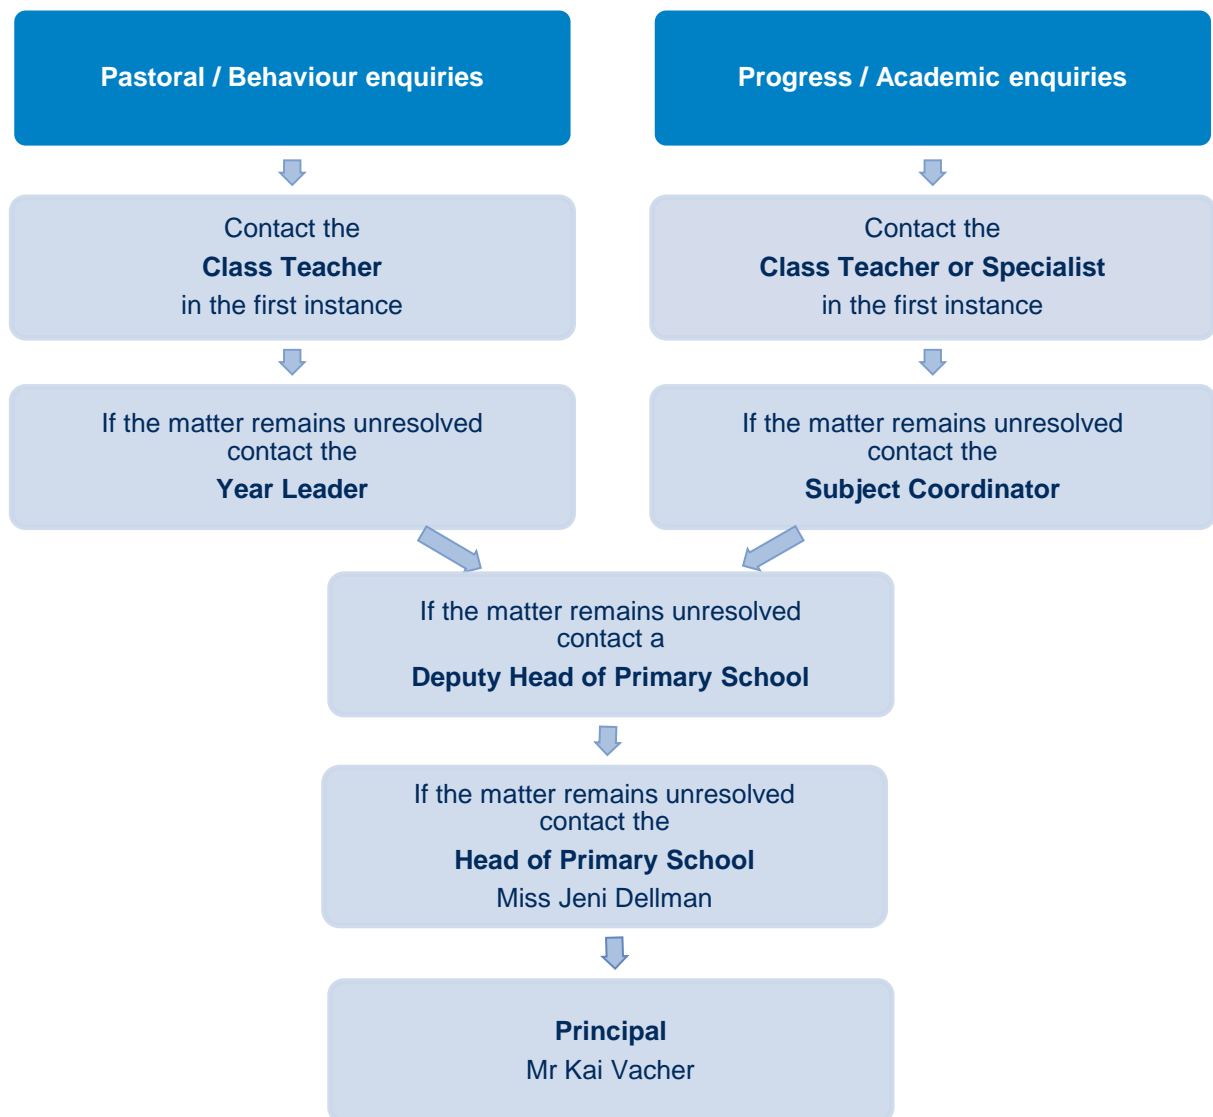 Pastoral / Behaviour enquiries
Progress / Academic enquiries
Contact the
Class Teacher
in the first instance
Contact the
Class Teacher or Specialist
in the first instance
If the matter remains unresolved
contact the
Year Leader
If the matter remains unresolved
contact the
Subject Coordinator
If the matter remains unresolved
contact a
Deputy Head of Primary School
If the matter remains unresolved
contact the
Head of Primary School
Miss Jeni Dellman
Principal
Mr Kai Vacher